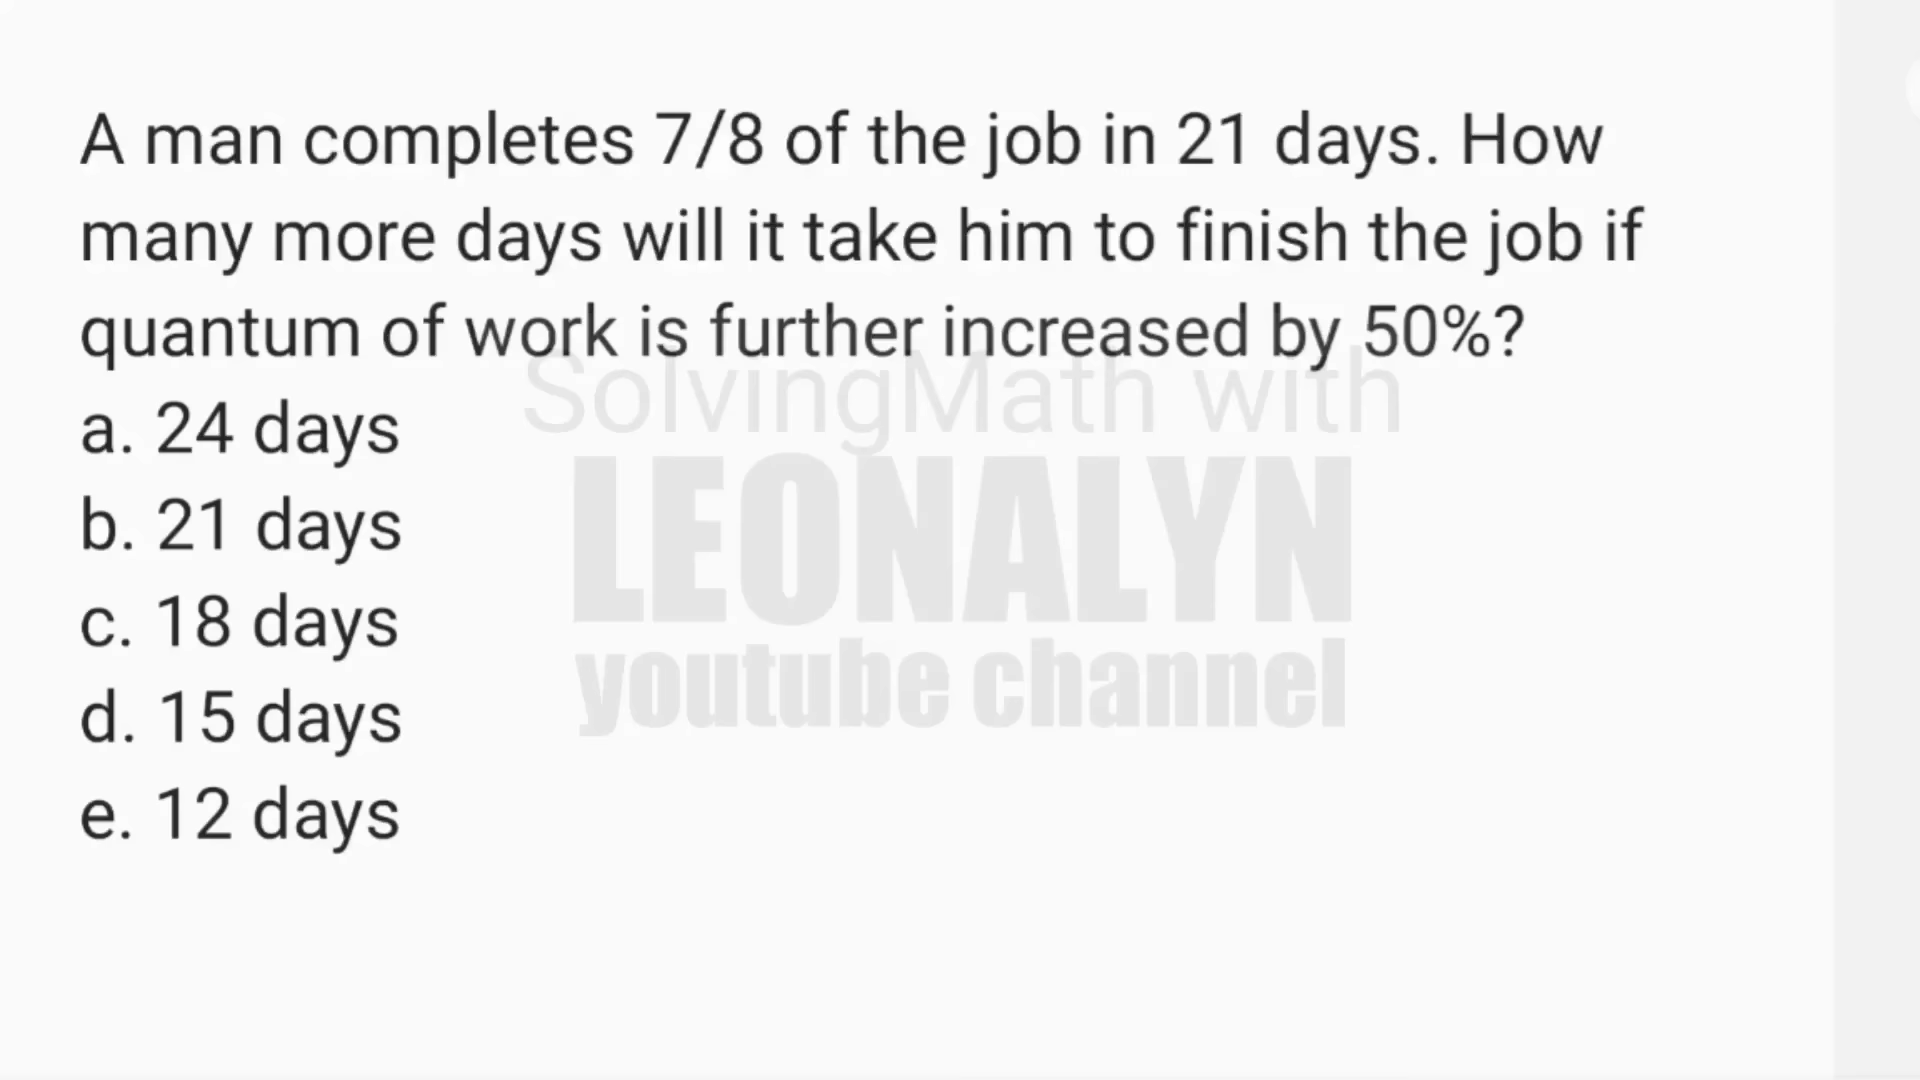 A man completes 7/8 of the job in 21 days. How
many more days will it take him to finish the job if
quantum of work is further increased by 50%?
SolvingMath with
a. 24 days
LEONALYN
b. 21 days
c. 18 days
youtube channel
d. 15 days
e. 12 days